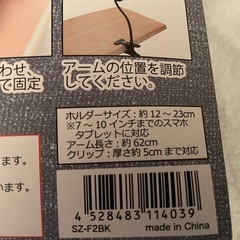 わせ、
て固定
アームの位置を調節
してください。
ホルダーサイズ:約12～23cm
※7～10インチまでのスマホ
タブレットに対応
アーム長さ:約62cm
クリップ:厚さ約5cmまで対応
ます。
います。
4 528483 114039
SZ-F2BK
made in China